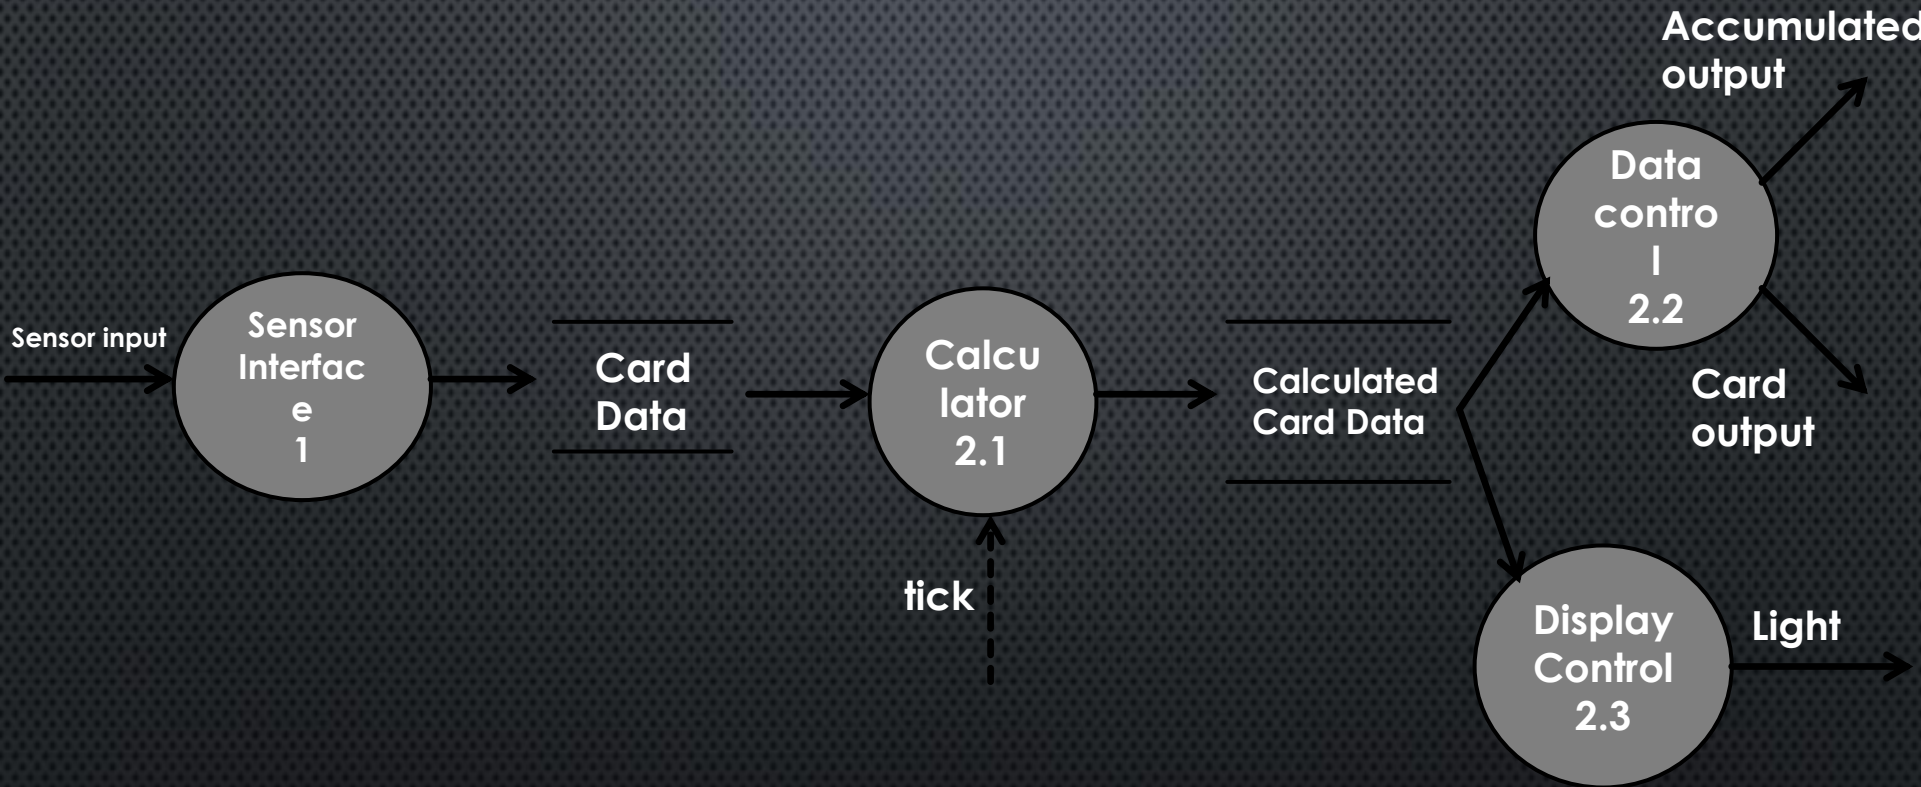 Sensor input
Sensor
Interfac
e
1
Card
Data
Calcu
lator
2.1
tick
Calculated
Card Data
Accumulated
output
Data
contro
l
2.2
Card
output
Display
Control
2.3
Light